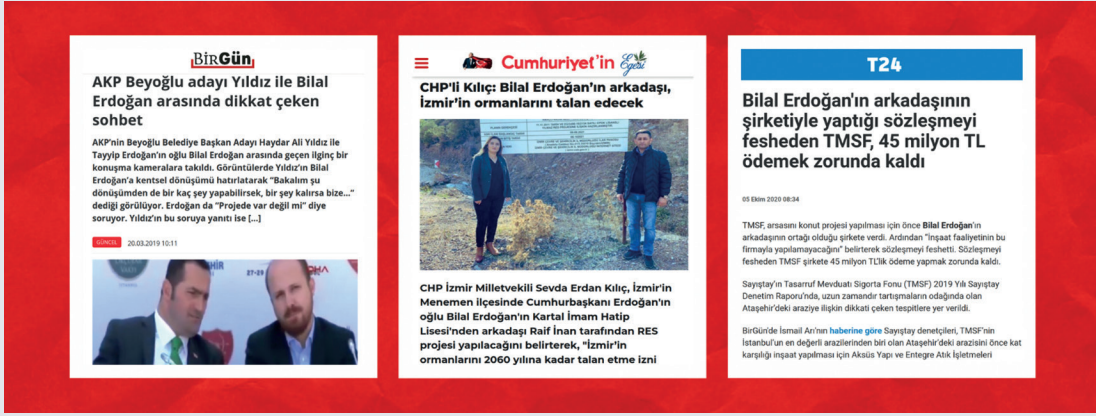 BİRGün
AKP Beyoğlu adayı Yıldız ile Bilal
Erdoğan arasında dikkat çeken
sohbet
AKP'nin Beyoğlu Belediye Başkan Adayı Haydar Ali Yıldız ile
Tayyip Erdoğan'ın oğlu Bilal Erdoğan arasında geçen ilginç bir
konuşma kameralara takıldı. Görüntülerde Yıldız'ın Bilal
Erdoğan'a kentsel dönüşümü hatırlatarak "Bakalım şu
dönüşümden de bir kaç şey yapabilirsek, bir şey kalırsa bize..."
dediği görülüyor. Erdoğan da "Projede var değil mi" diye
soruyor. Yıldız'ın bu soruya yanıtı ise [...]
GÜNCEL 20.03.2019 10:11
Cumhuriyet'in Egesi
CHP'li Kılıç: Bilal Erdoğan'ın arkadaşı,
İzmir'in ormanlarını talan edecek
CHP İzmir Milletvekili Sevda Erdan Kılıç, İzmir'in
Menemen ilçesinde Cumhurbaşkanı Erdoğan'ın
oğlu Bilal Erdoğan'ın Kartal İmam Hatip
Lisesi'nden arkadaşı Raif İnan tarafından RES
projesi yapılacağını belirterek, "İzmir'in
ormanlarını 2060 yılına kadar talan etme izni
T24
Bilal Erdoğan'ın arkadaşının
şirketiyle yaptığı sözleşmeyi
fesheden TMSF, 45 milyon TL
ödemek zorunda kaldı
05 Ekim 2020 08:34
TMSF, arsasını konut projesi yapılması için önce Bilal Erdoğan'ın
arkadaşının ortağı olduğu şirkete verdi. Ardından "İnşaat faaliyetinin bu
firmayla yapılamayacağını" belirterek sözleşmeyi feshetti. Sözleşmeyi
fesheden TMSF şirkete 45 milyon TL'lik ödeme yapmak zorunda kaldı.
Sayıştay'ın Tasarruf Mevduatı Sigorta Fonu (TMSF) 2019 Yılı Sayıştay
Denetim Raporu'nda, uzun zamandır tartışmaların odağında olan
Ataşehir'deki araziye ilişkin dikkati çeken tespitlere yer verildi.
BirGün'de İsmail Arı'nın haberine göre Sayıştay denetçileri, TMSF'nin
İstanbul'un en değerli arazilerinden biri olan Ataşehir'deki arazisini önce kat
karşılığı inşaat yapılması için Aksüs Yapı ve Entegre Atık İşletmeleri